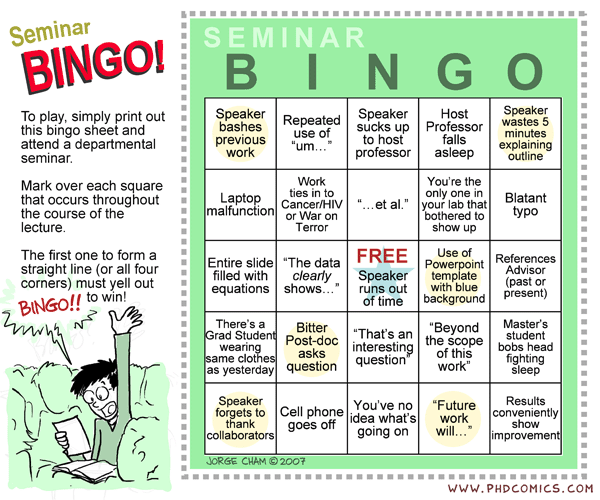 Seminar
BINGO!
To play, simply print out
this bingo sheet and
attend a departmental
seminar.
Mark over each square
that occurs throughout
the course of the
lecture.
The first one to form a
straight line (or all four
corners) must yell out
BINGO!!
to win!
SEMINAR
B I N G O
Speaker
bashes
previous
work
Repeated
use of
“um...”
Speaker
sucks up
to host
professor
Host
Professor
falls
asleep
Speaker
wastes 5
minutes
explaining
outline
Laptop
malfunction
Work
ties in to
Cancer/HIV
or War on
Terror
“...et al.”
You're the
only one in
your lab that
bothered to
show up
Blatant
typo
Entire slide
filled with
equations
“The data
clearly
shows...”
FREE
Speaker
runs out
of time
Use of
Powerpoint
template
with blue
background
References
Advisor
(past or
present)
There's a
Grad Student
wearing
same clothes
as yesterday
Bitter
Post-doc
asks
question
“That's an
interesting
question”
“Beyond
the scope
of this
work”
Master's
student
bobs head
fighting
sleep
Speaker
forgets to
thank
collaborators
Cell phone
goes off
You've no
idea what's
going on
“Future
work
will...”
Results
conveniently
show
improvement
JORGE CHAM © 2007
WWW.PHDCOMICS.COM